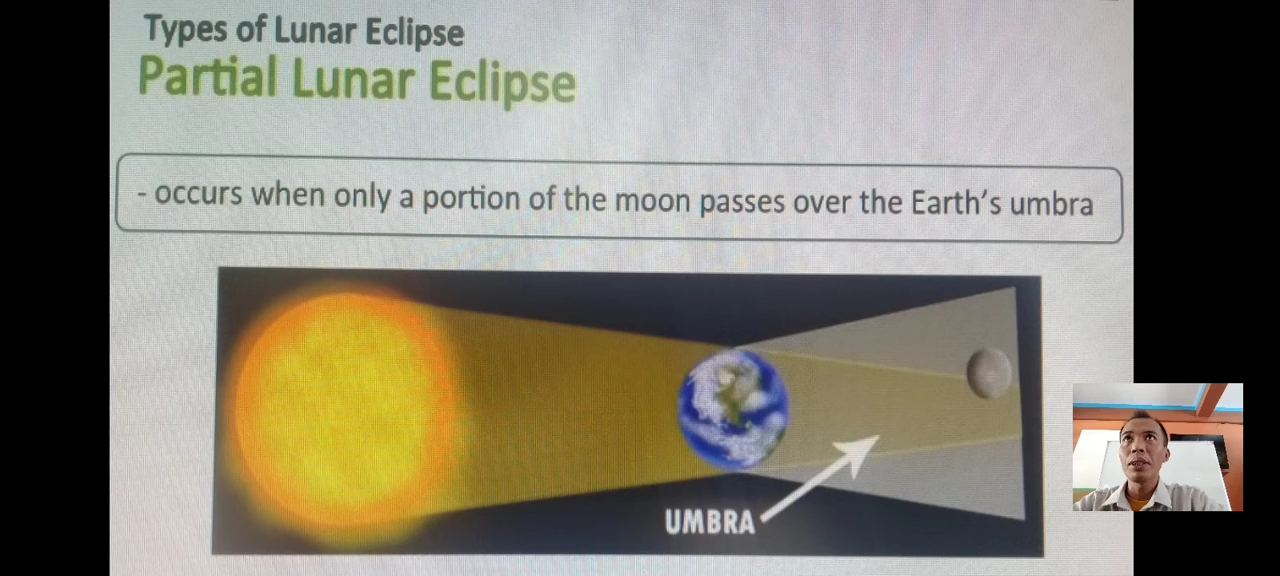 Types of Lunar Eclipse
Partial Lunar Eclipse
- occurs when only a portion of the moon passes over the Earth's umbra
UMBRA